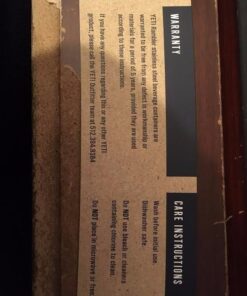 WARRANTY
YETI Rambler stainless steel beverage containers are
warranted to be free from any defect in workmanship or
materials for a period of 5 years, provided they are used
according to these instructions.
If you have any questions regarding this or any other YETI
product, please call the YETI Outfitter team at 512.394.9384
CARE INSTRUCTIONS
Wash before initial use.
Dishwasher safe.
Do NOT use bleach or cleaners
containing chlorine to clean.
Do NOT place in microwave or freezer